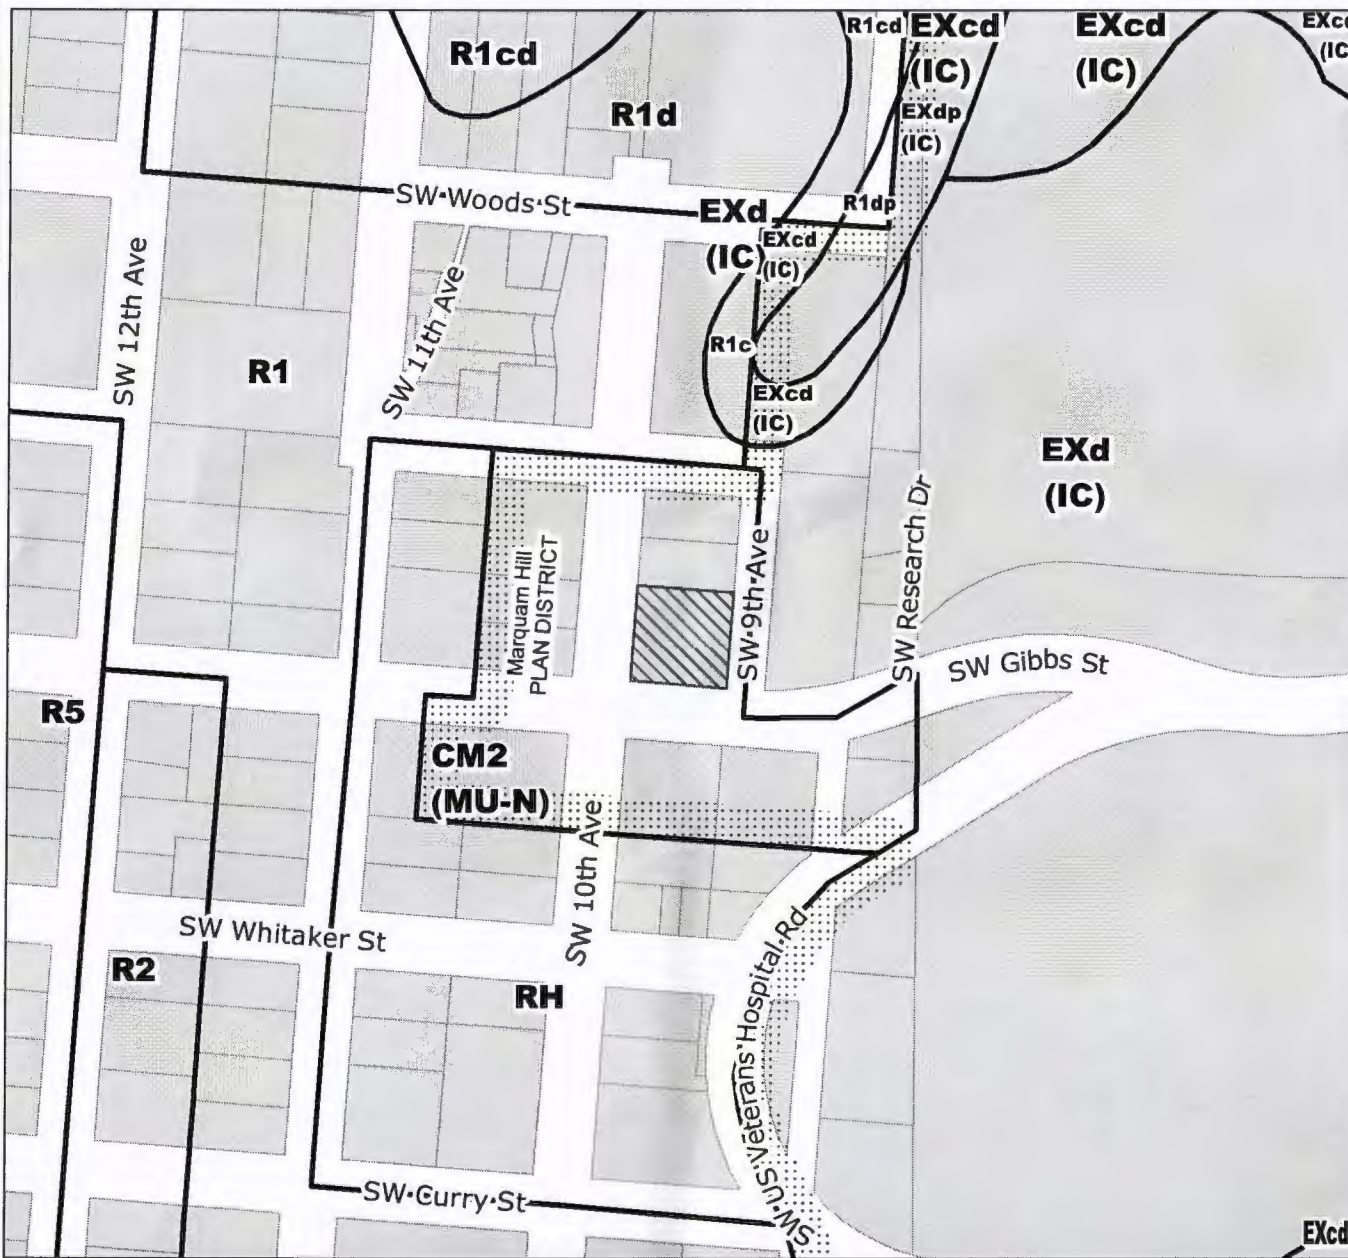 R1cd
EXcd
(IC)
EXcd
(IC)
EXcd
(IC
R1cd
R1d
EXdp
(IC)
SW Woods St
EXd
(IC)
R1dp
EXcd
(IC)
SW 12th Ave
SW 11th Ave
R1
R1c
EXcd
(IC)
EXd
(IC)
Marquam Hill
PLAN DISTRICT
SW 9th Ave
SW Research Dr
SW Gibbs St
R5
CM2
(MU-N)
SW 10th Ave
SW Whitaker St
R2
RH
SW US Veterans Hospital Rd
SW Curry St
EXcd